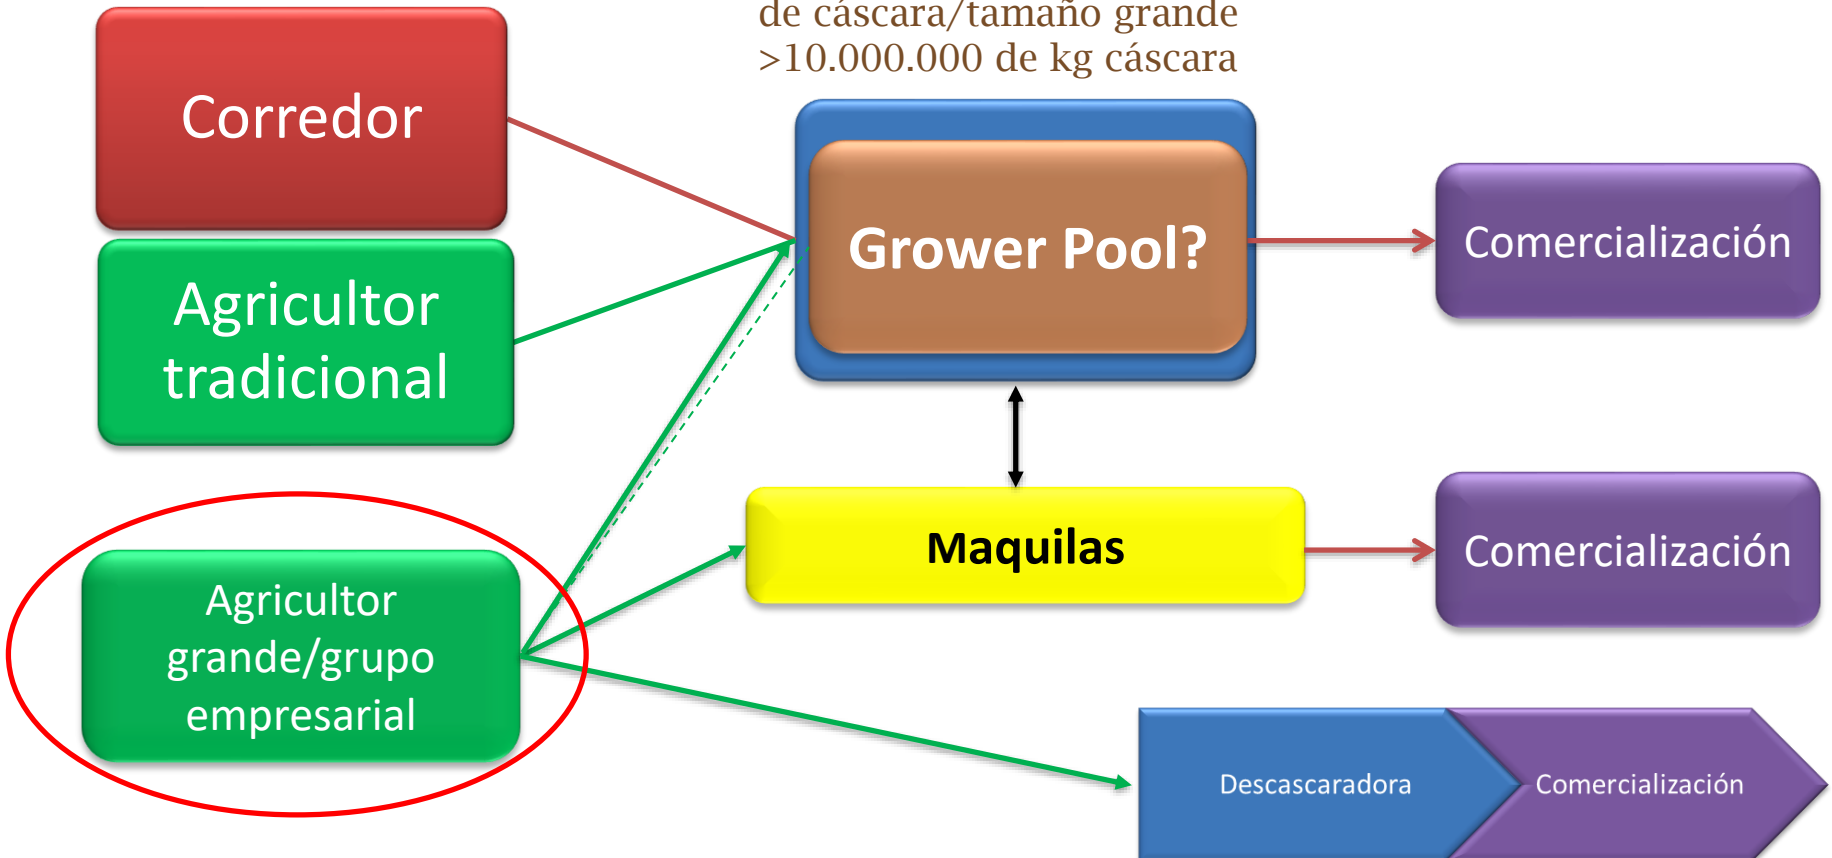 de cáscara/tamaño grande
>10.000.000 de kg cáscara
Corredor
Agricultor
tradicional
Grower Pool?
Comercialización
Maquilas
Comercialización
Agricultor
grande/grupo
empresarial
Descascaradora
Comercialización